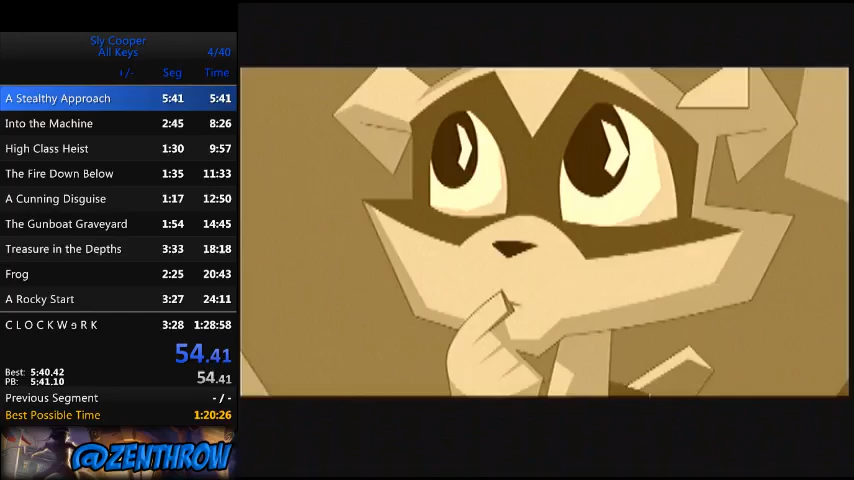 Sly Cooper
All Keys 4/40
+/- Seg Time
A Stealthy Approach 5:41 5:41
Into the Machine 2:45 8:26
High Class Heist 1:30 9:57
The Fire Down Below 1:35 11:33
A Cunning Disguise 1:17 12:50
The Gunboat Graveyard 1:54 14:45
Treasure in the Depths 3:33 18:18
Frog 2:25 20:43
A Rocky Start 3:27 24:11
C L O C K W ɘ R K 3:28 1:28:58
54.41
Best: 5:40.42
PB: 5:41.10 54.41
Previous Segment - / -
Best Possible Time 1:20:26
@ZENTHROW